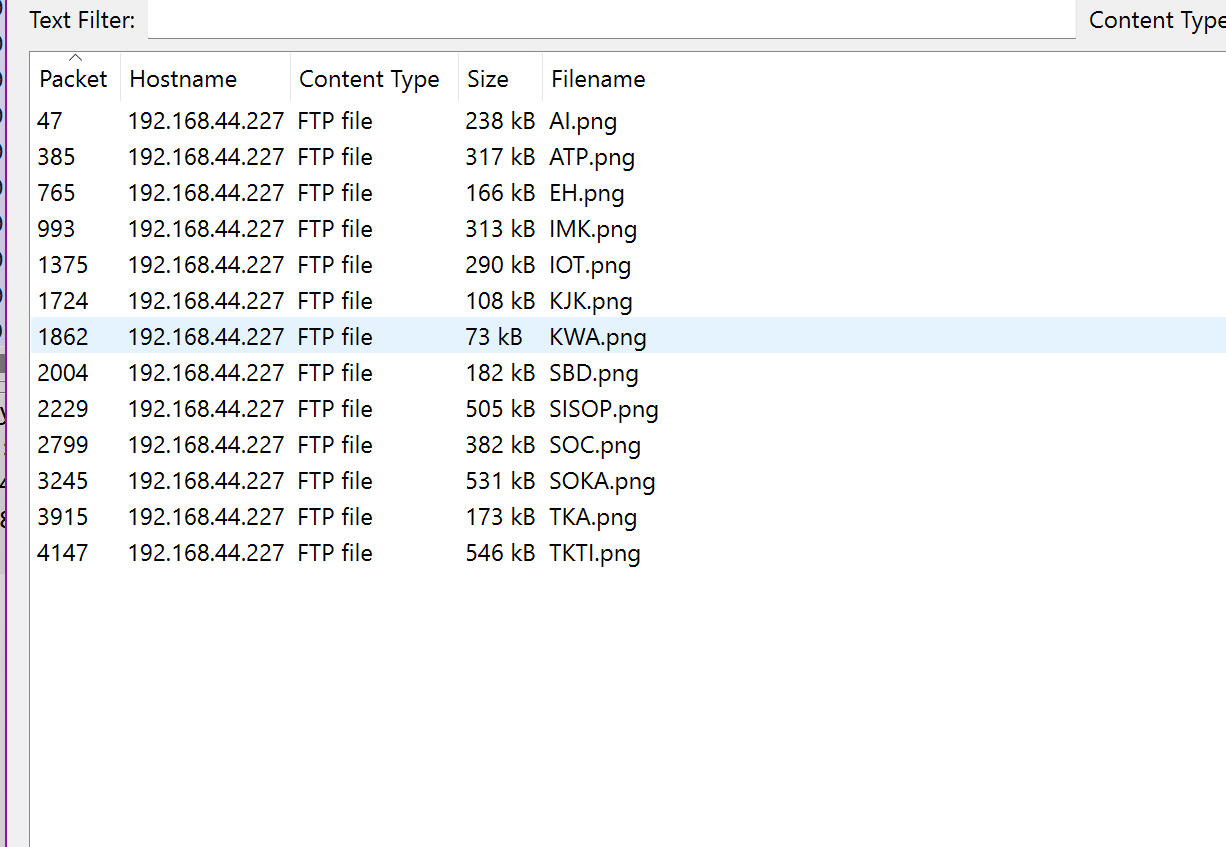 Text Filter: Content Type
Packet Hostname Content Type Size Filename
47 192.168.44.227 FTP file 238 kB AI.png
385 192.168.44.227 FTP file 317 kB ATP.png
765 192.168.44.227 FTP file 166 kB EH.png
993 192.168.44.227 FTP file 313 kB IMK.png
1375 192.168.44.227 FTP file 290 kB IOT.png
1724 192.168.44.227 FTP file 108 kB KJK.png
1862 192.168.44.227 FTP file 73 kB KWA.png
2004 192.168.44.227 FTP file 182 kB SBD.png
2229 192.168.44.227 FTP file 505 kB SISOP.png
2799 192.168.44.227 FTP file 382 kB SOC.png
3245 192.168.44.227 FTP file 531 kB SOKA.png
3915 192.168.44.227 FTP file 173 kB TKA.png
4147 192.168.44.227 FTP file 546 kB TKTI.png